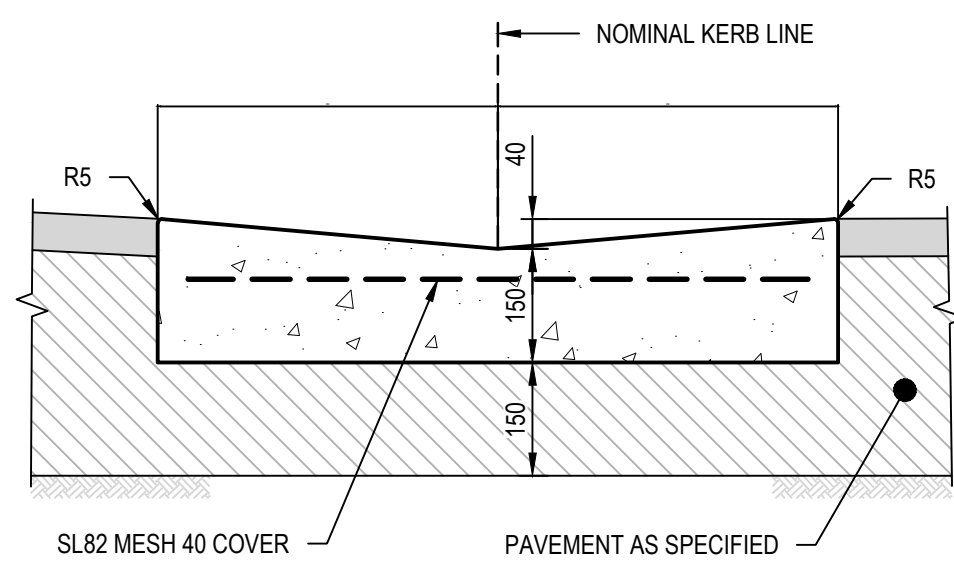 NOMINAL KERB LINE
40
R5
R5
150
150
SL82 MESH 40 COVER
PAVEMENT AS SPECIFIED